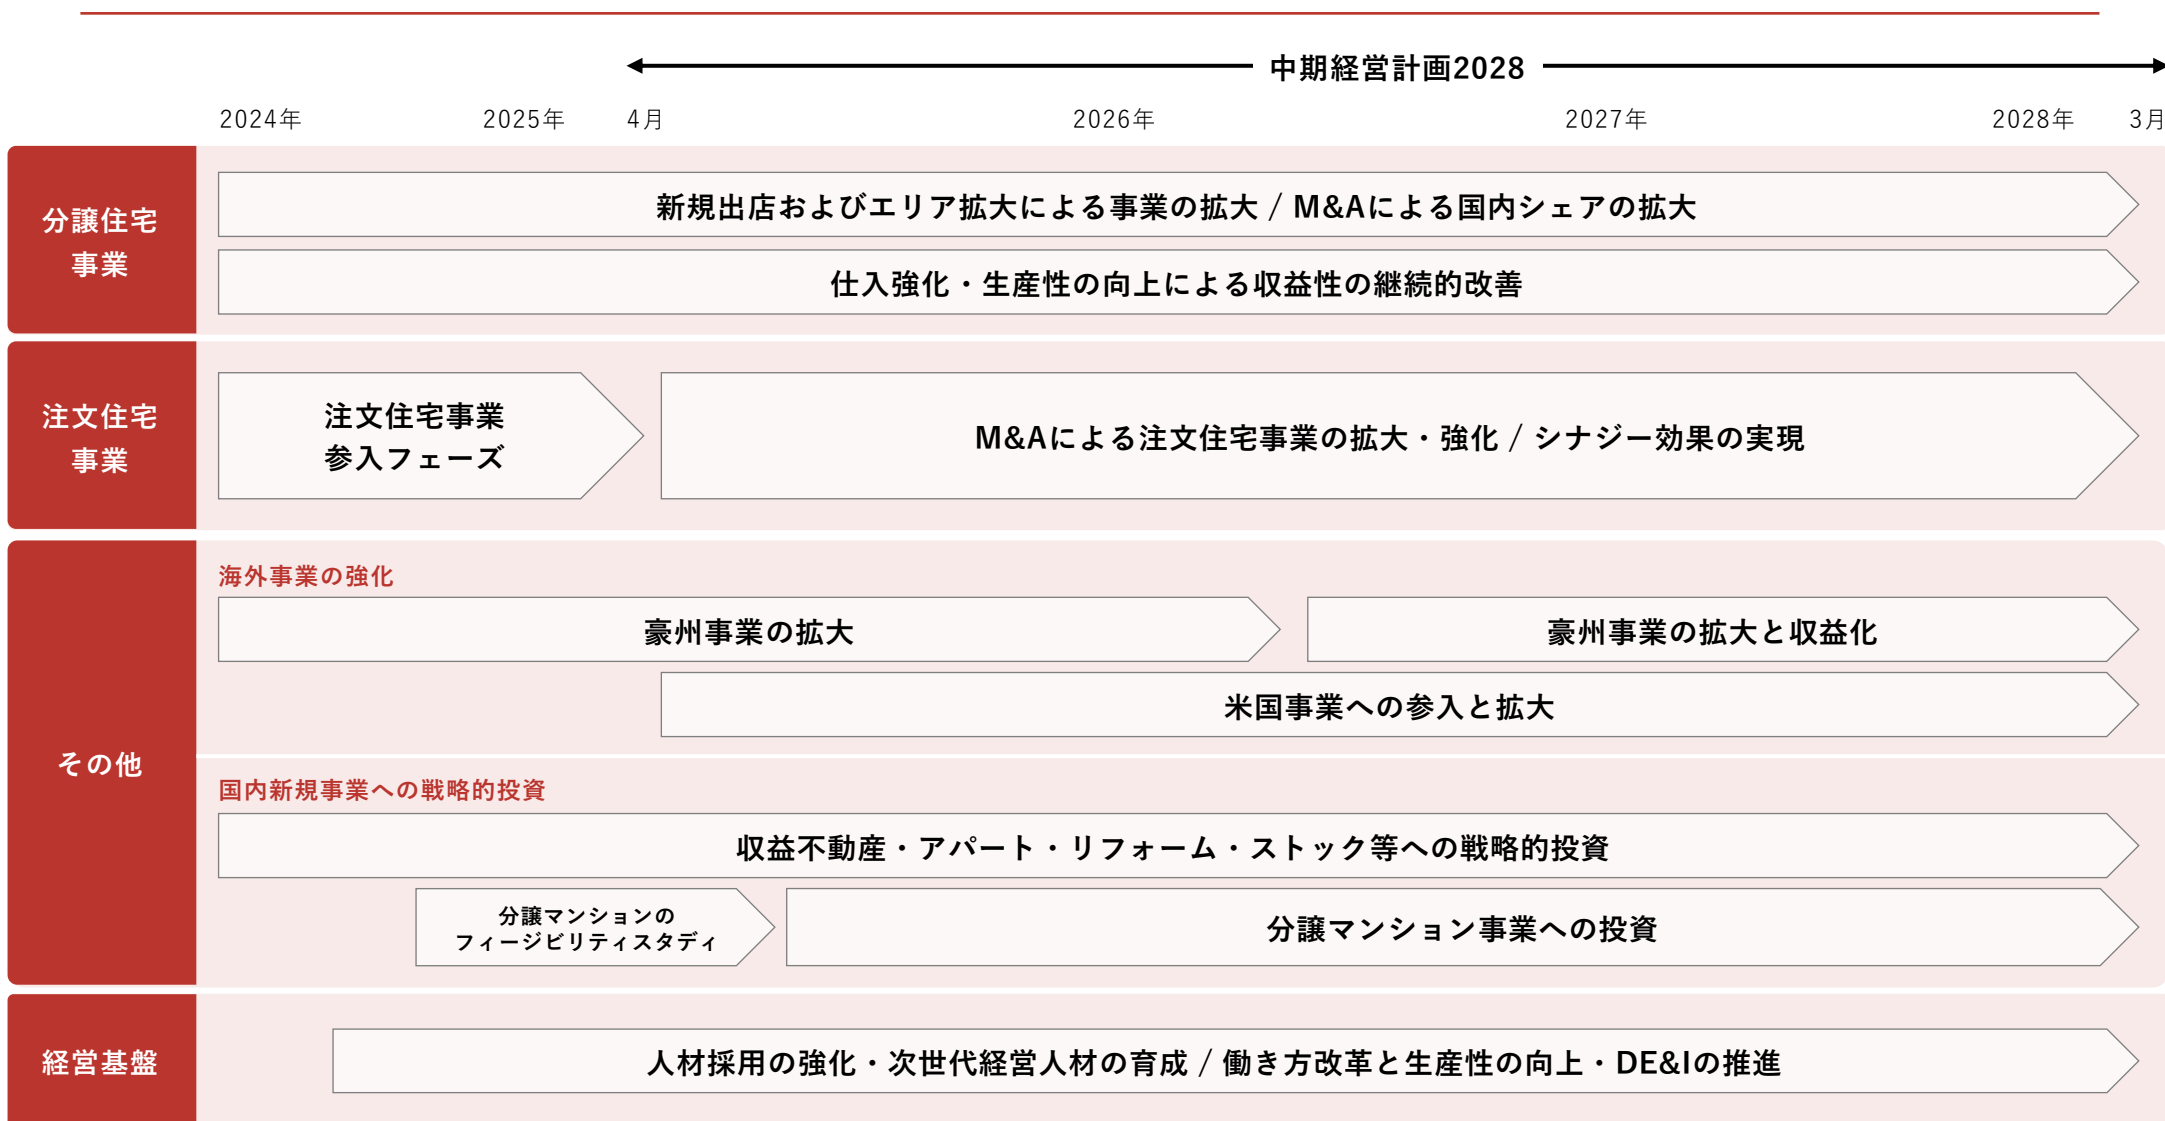 中期経営計画2028
2024年 2025年 4月 2026年 2027年 2028年 3月
分譲住宅
事業
新規出店およびエリア拡大による事業の拡大 / M&Aによる国内シェアの拡大
仕入強化・生産性の向上による収益性の継続的改善
注文住宅
事業
注文住宅事業
参入フェーズ
M&Aによる注文住宅事業の拡大・強化 / シナジー効果の実現
その他
海外事業の強化
豪州事業の拡大
豪州事業の拡大と収益化
米国事業への参入と拡大
国内新規事業への戦略的投資
収益不動産・アパート・リフォーム・ストック等への戦略的投資
分譲マンションの
フィージビリティスタディ
分譲マンション事業への投資
経営基盤
人材採用の強化・次世代経営人材の育成 / 働き方改革と生産性の向上・DE&Iの推進